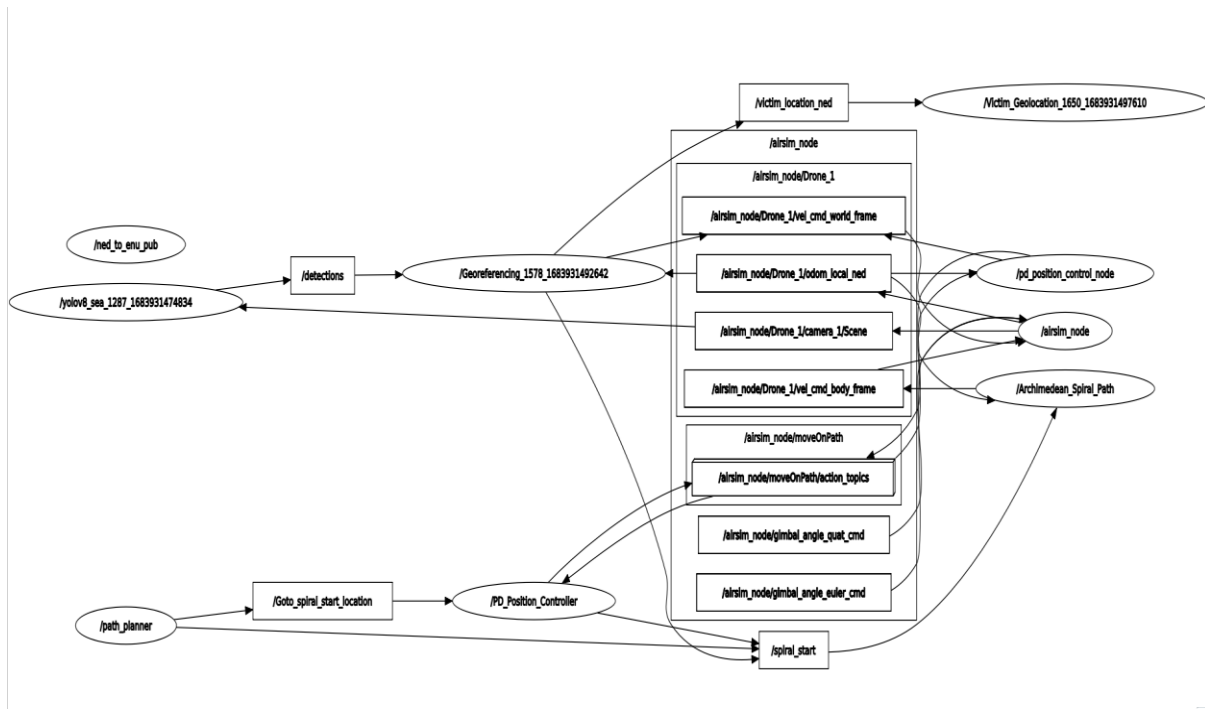 /victim_location_ned
/Victim_Geolocation_1650_1683931497610
/airsim_node
/airsim_node/Drone_1
/airsim_node/Drone_1/vel_cmd_world_frame
/ned_to_enu_pub
/detections
/Georeferencing_1578_1683931492642
/airsim_node/Drone_1/odom_local_ned
/pd_position_control_node
/yolov8_sea_1287_1683931474834
/airsim_node/Drone_1/camera_1/Scene
/airsim_node
/airsim_node/Drone_1/vel_cmd_body_frame
/Archimedean_Spiral_Path
/airsim_node/moveOnPath
/airsim_node/moveOnPath/action_topics
/airsim_node/gimbal_angle_quat_cmd
/airsim_node/gimbal_angle_euler_cmd
/Goto_spiral_start_location
/PD_Position_Controller
/path_planner
/spiral_start